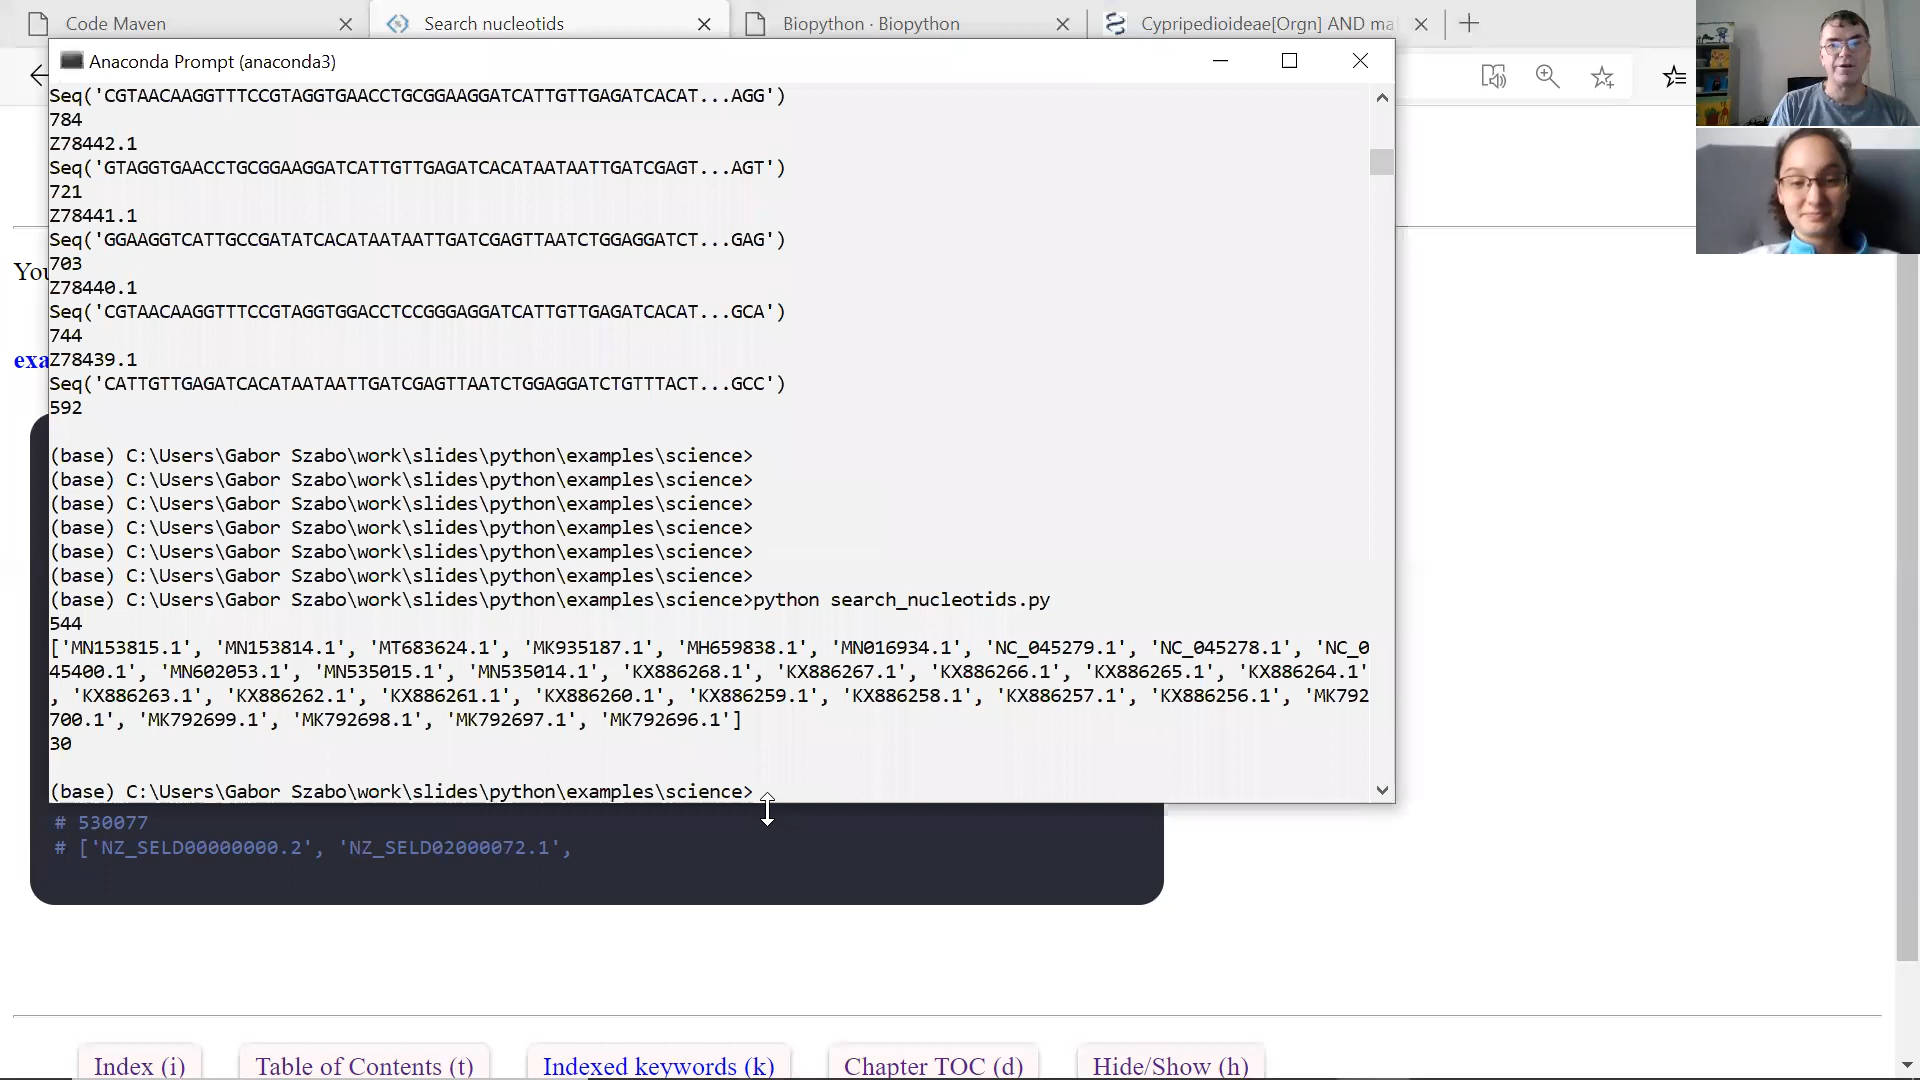 Code Maven
Search nucleotids
Biopython · Biopython
Cypripedioideae[Orgn] AND ma
Anaconda Prompt (anaconda3)
Seq('CGTAACAAGGTTTCCGTAGGTGAACCTGCGGAAGGATCATTGTTGAGATCACAT...AGG')
784
Z78442.1
Seq('GTAGGTGAACCTGCGGAAGGATCATTGTTGAGATCACATAATAATTGATCGAGT...AGT')
721
Z78441.1
Seq('GGAAGGTCATTGCCGATATCACATAATAATTGATCGAGTTAATCTGGAGGATCT...GAG')
703
Z78440.1
Seq('CGTAACAAGGTTTCCGTAGGTGGACCTCCGGGAGGATCATTGTTGAGATCACAT...GCA')
744
Z78439.1
Seq('CATTGTTGAGATCACATAATAATTGATCGAGTTAATCTGGAGGATCTGTTTACT...GCC')
592
(base) C:\Users\Gabor Szabo\work\slides\python\examples\science>
(base) C:\Users\Gabor Szabo\work\slides\python\examples\science>
(base) C:\Users\Gabor Szabo\work\slides\python\examples\science>
(base) C:\Users\Gabor Szabo\work\slides\python\examples\science>
(base) C:\Users\Gabor Szabo\work\slides\python\examples\science>
(base) C:\Users\Gabor Szabo\work\slides\python\examples\science>
(base) C:\Users\Gabor Szabo\work\slides\python\examples\science>python search_nucleotids.py
544
['MN153815.1', 'MN153814.1', 'MT683624.1', 'MK935187.1', 'MH659838.1', 'MN016934.1', 'NC_045279.1', 'NC_045278.1', 'NC_0
45400.1', 'MN602053.1', 'MN535015.1', 'MN535014.1', 'KX886268.1', 'KX886267.1', 'KX886266.1', 'KX886265.1', 'KX886264.1'
, 'KX886263.1', 'KX886262.1', 'KX886261.1', 'KX886260.1', 'KX886259.1', 'KX886258.1', 'KX886257.1', 'KX886256.1', 'MK792
700.1', 'MK792699.1', 'MK792698.1', 'MK792697.1', 'MK792696.1']
30
(base) C:\Users\Gabor Szabo\work\slides\python\examples\science>
You
exa
# 530077
# ['NZ_SELD00000000.2', 'NZ_SELD02000072.1',
Index (i)
Table of Contents (t)
Indexed keywords (k)
Chapter TOC (d)
Hide/Show (h)